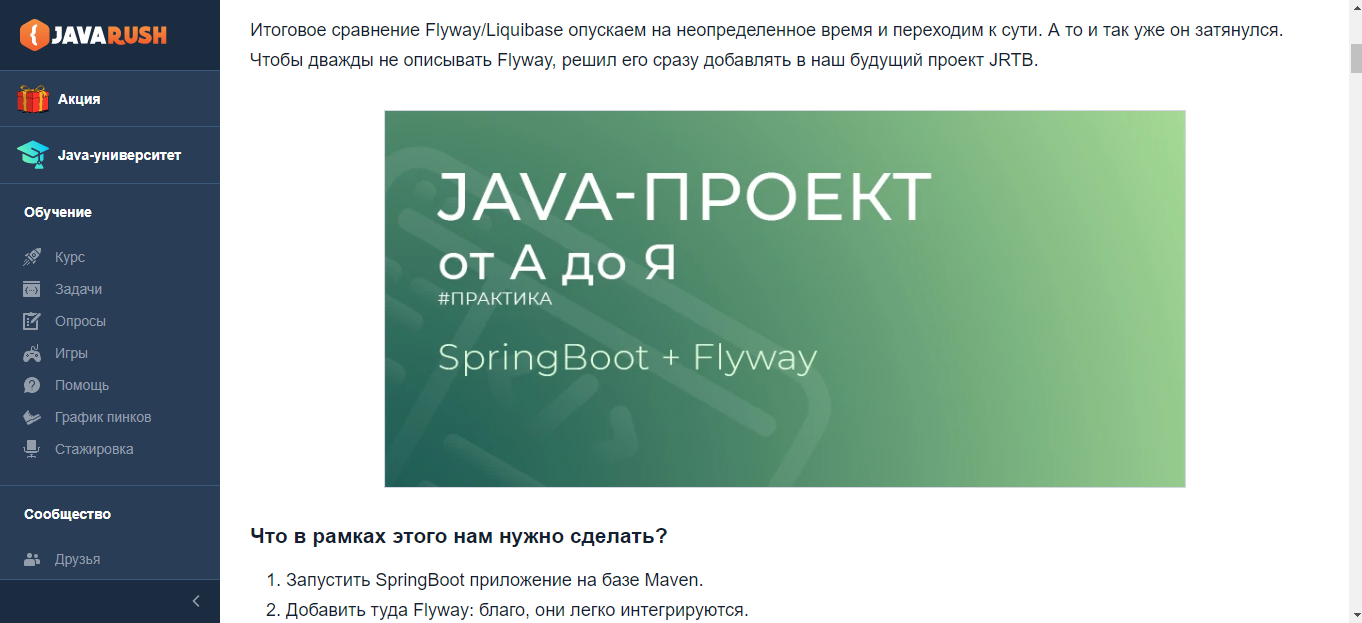 JAVARUSH
Акция
Java-университет
Обучение
Курс
Задачи
Опросы
Игры
Помощь
График пинков
Стажировка
Сообщество
Друзья
Итоговое сравнение Flyway/Liquibase опускаем на неопределенное время и переходим к сути. А то и так уже он затянулся.
Чтобы дважды не описывать Flyway, решил его сразу добавлять в наш будущий проект JRTB.
JAVA-ПРОЕКТ
от А до Я
#ПРАКТИКА
SpringBoot + Flyway
Что в рамках этого нам нужно сделать?
1. Запустить SpringBoot приложение на базе Maven.
2. Добавить туда Flyway: благо, они легко интегрируются.